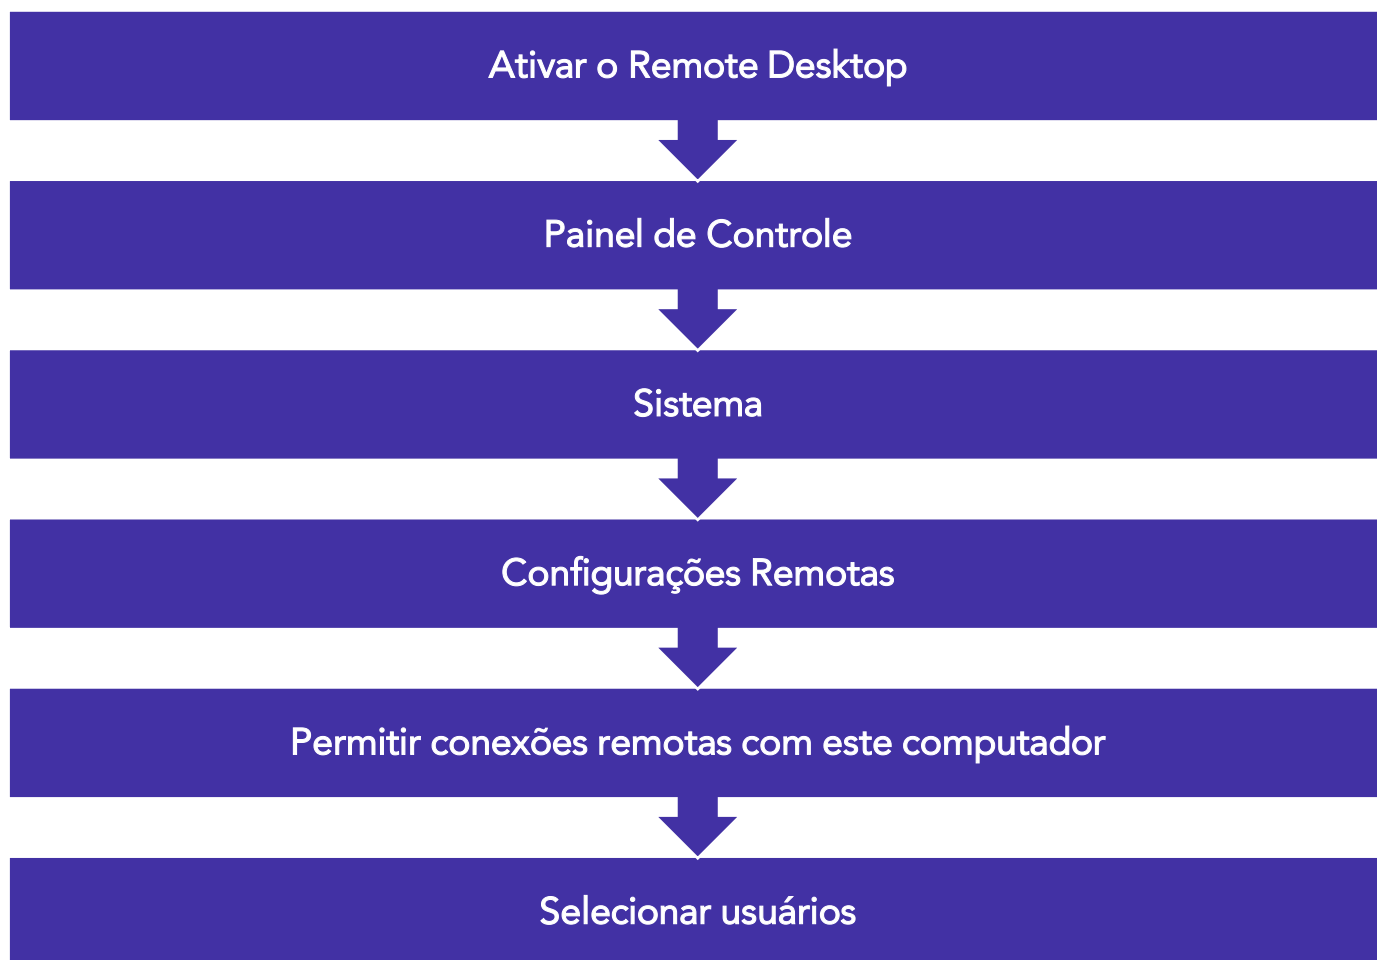 Ativar o Remote Desktop
Painel de Controle
Sistema
Configurações Remotas
Permitir conexões remotas com este computador
Selecionar usuários